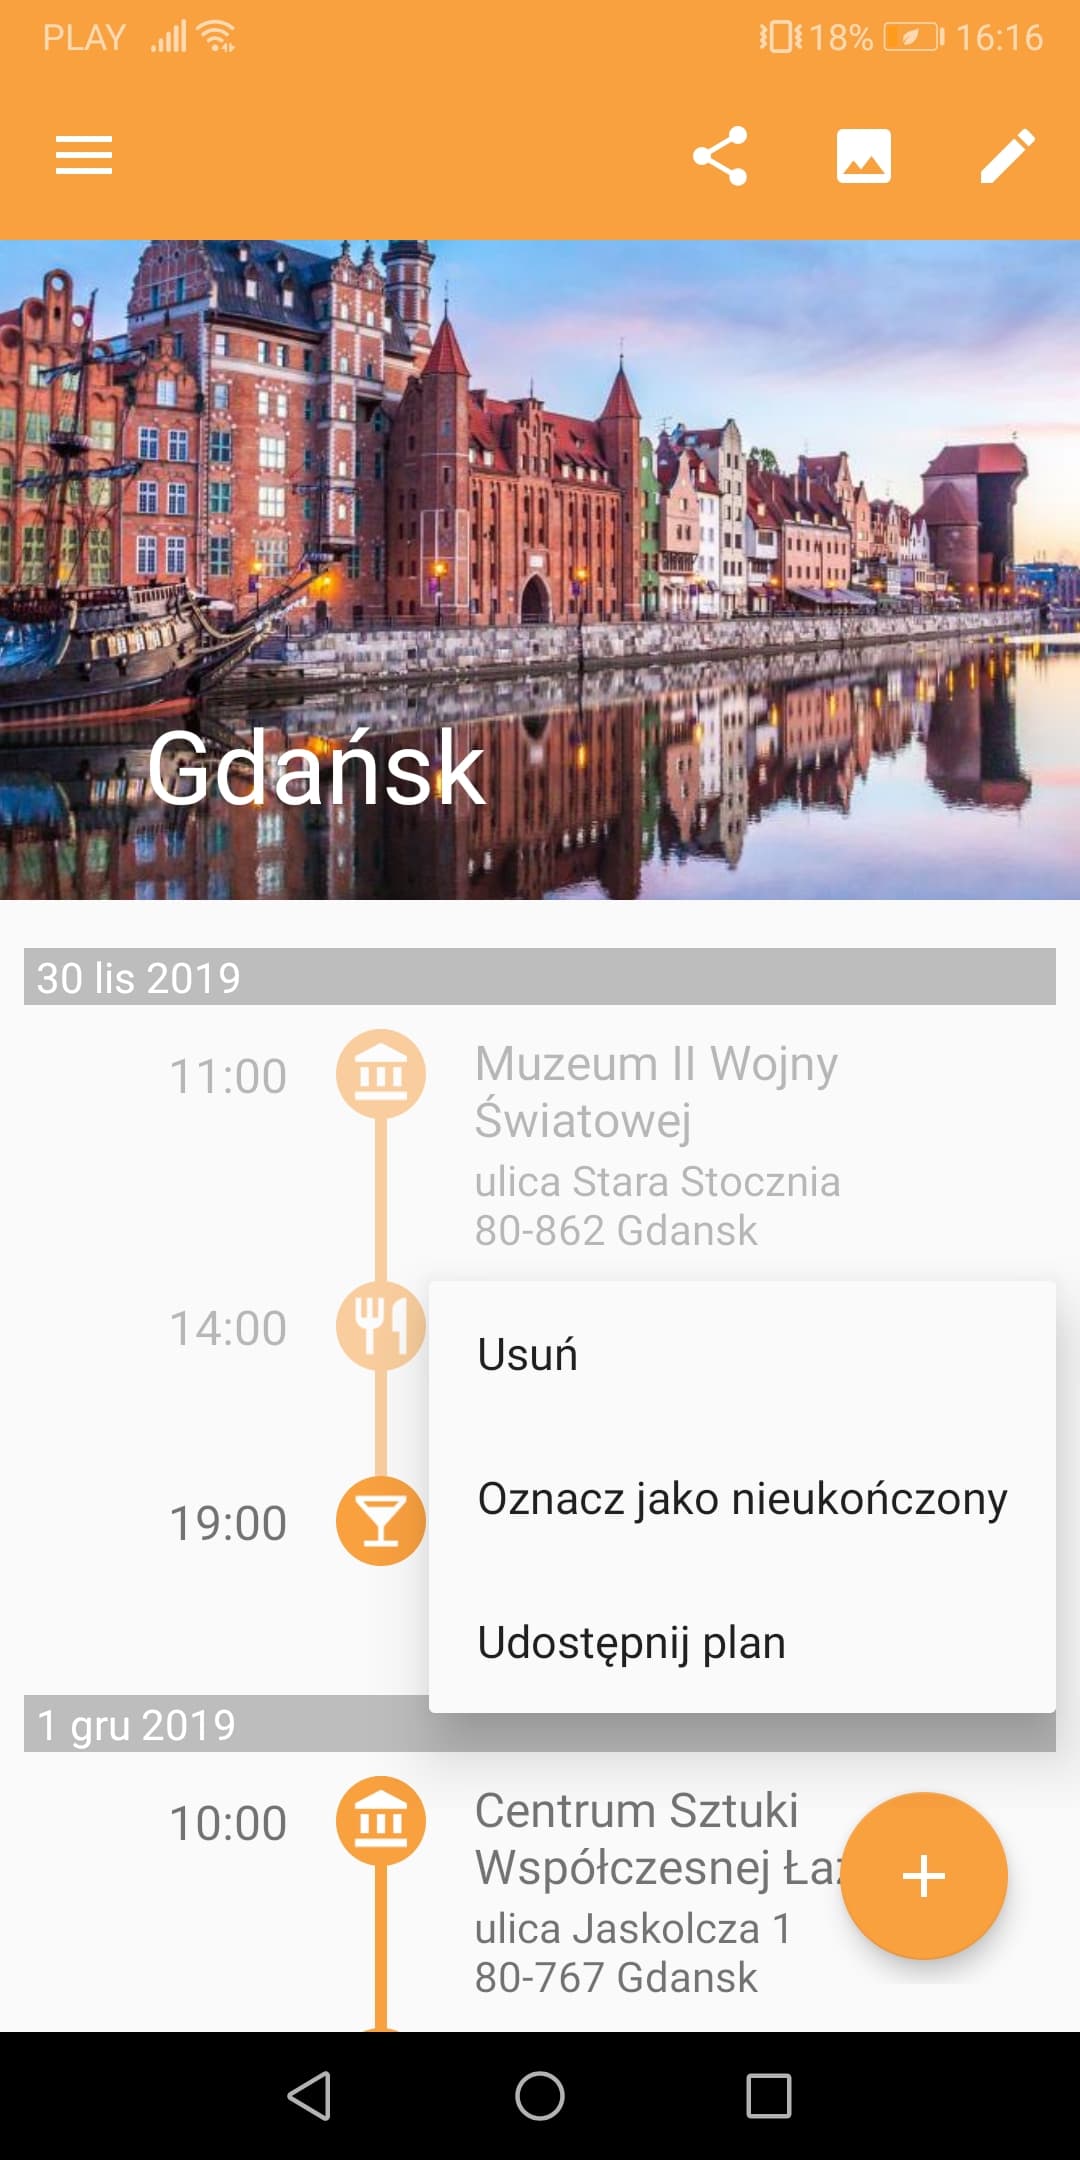 PLAY 18% 16:16
Gdańsk
30 lis 2019
11:00
Muzeum II Wojny
Światowej
ulica Stara Stocznia
80-862 Gdansk
14:00
Usuń
Oznacz jako nieukończony
19:00
Udostępnij plan
1 gru 2019
10:00
Centrum Sztuki
Współczesnej
ulica Jaskolcza 1
80-767 Gdansk